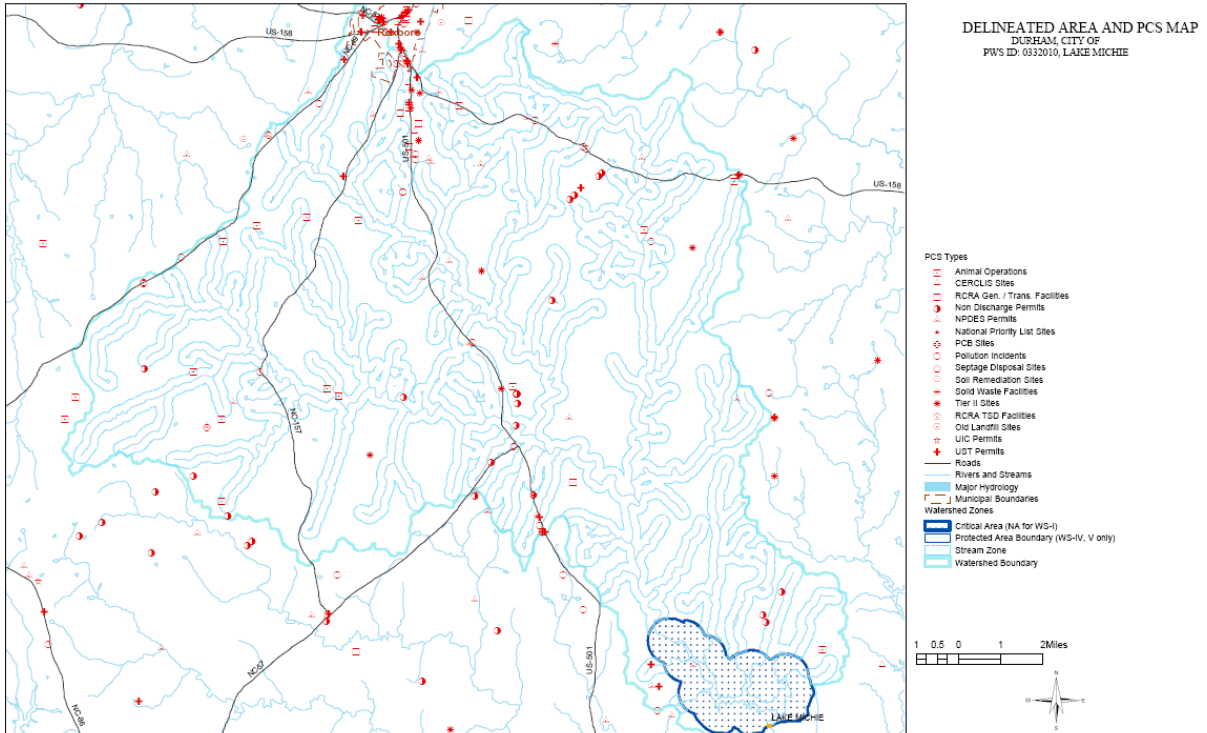 DELINEATED AREA AND PCS MAP
DURHAM, CITY OF
PWS ID: 0332010, LAKE MICHIE
US-158
NC-49
Roxboro
US-501
US-158
NC-157
NC-57
US-501
NC-86
LAKE MICHIE
PCS Types
Animal Operations
CERCLIS Sites
RCRA Gen. / Trans. Facilities
Non Discharge Permits
NPDES Permits
National Priority List Sites
PCB Sites
Pollution Incidents
Septage Disposal Sites
Soil Remediation Sites
Solid Waste Facilities
Tier II Sites
RCRA TSD Facilities
Old Landfill Sites
UIC Permits
UST Permits
Roads
Rivers and Streams
Major Hydrology
Municipal Boundaries
Watershed Zones
Critical Area (NA for WS-I)
Protected Area Boundary (WS-IV, V only)
Stream Zone
Watershed Boundary
1 0.5 0 1 2Miles
N
W E
S